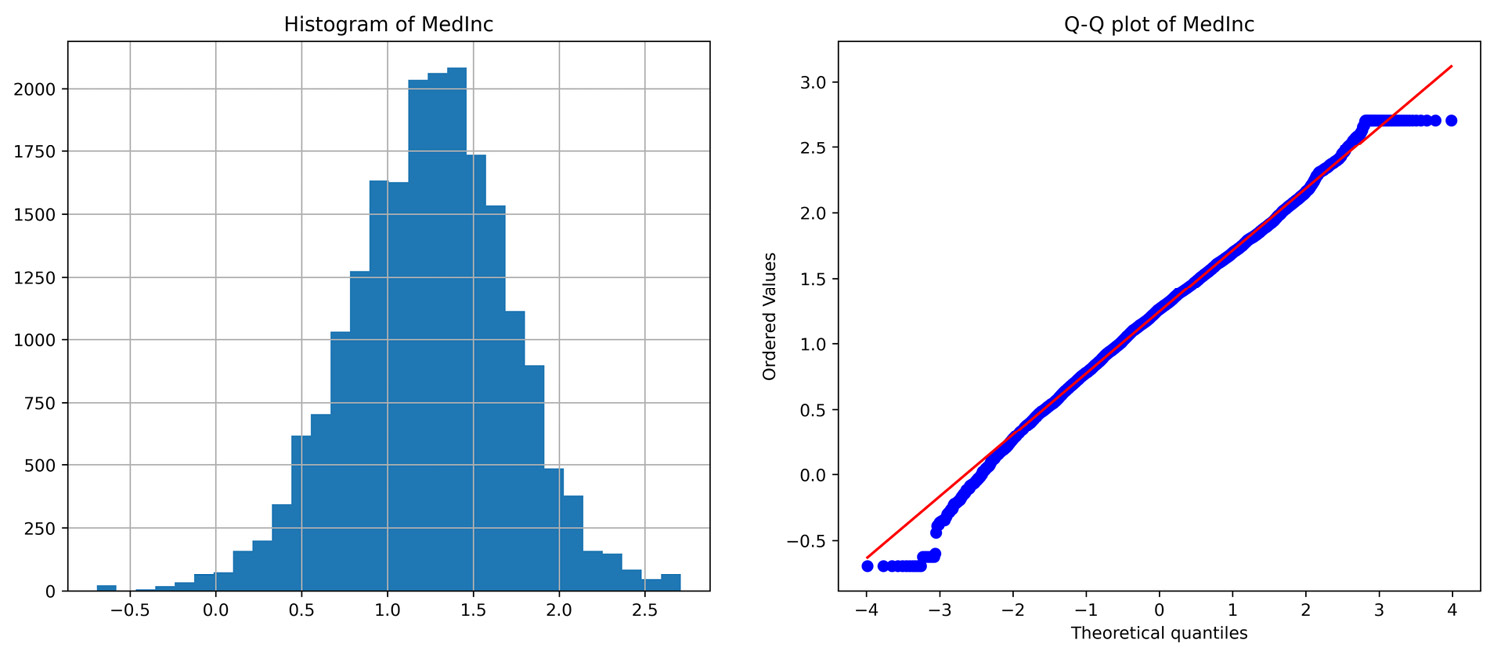 Histogram of MedInc
2000
1750
1500
1250
1000
750
500
250
0
−0.5 0.0 0.5 1.0 1.5 2.0 2.5
Q-Q plot of MedInc
Ordered Values
3.0
2.5
2.0
1.5
1.0
0.5
0.0
−0.5
−4 −3 −2 −1 0 1 2 3 4
Theoretical quantiles